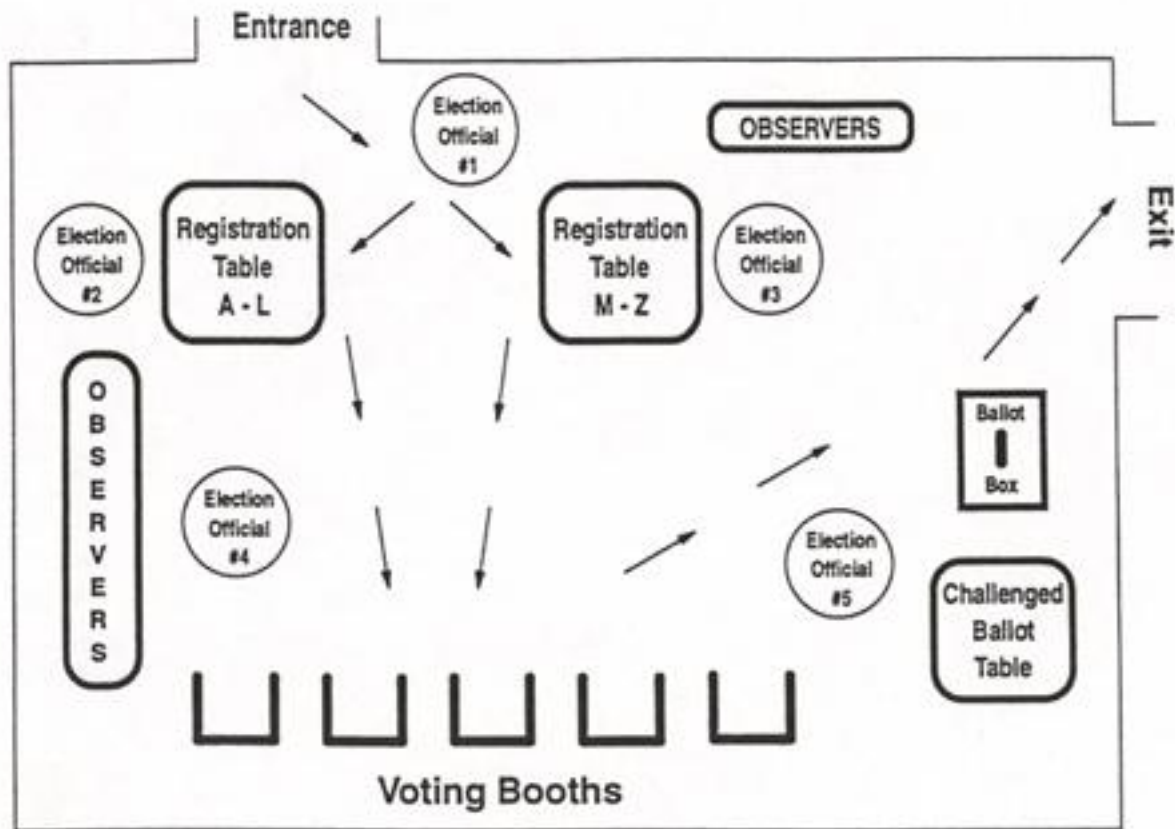 Entrance
Election
Official
#1
OBSERVERS
Exit
Election
Official
#2
Registration
Table
A - L
Registration
Table
M - Z
Election
Official
#3
OBSERVERS
Ballot
Box
Election
Official
#4
Election
Official
#5
Challenged
Ballot
Table
Voting Booths